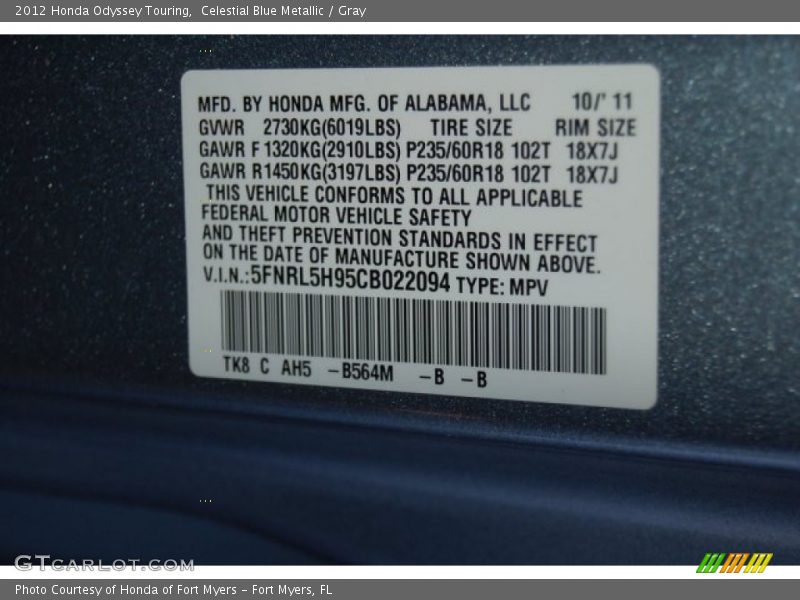 2012 Honda Odyssey Touring,  Celestial Blue Metallic / Gray
MFD. BY HONDA MFG. OF ALABAMA, LLC 10/' 11
GVWR 2730KG(6019LBS) TIRE SIZE RIM SIZE
GAWR F 1320KG(2910LBS) P235/60R18 102T 18X7J
GAWR R1450KG(3197LBS) P235/60R18 102T 18X7J
THIS VEHICLE CONFORMS TO ALL APPLICABLE
FEDERAL MOTOR VEHICLE SAFETY
AND THEFT PREVENTION STANDARDS IN EFFECT
ON THE DATE OF MANUFACTURE SHOWN ABOVE.
V.I.N.:5FNRL5H95CB022094 TYPE: MPV
TK8 C AH5 -B564M -B -B
GTcarlot.com
Photo Courtesy of Honda of Fort Myers - Fort Myers, FL